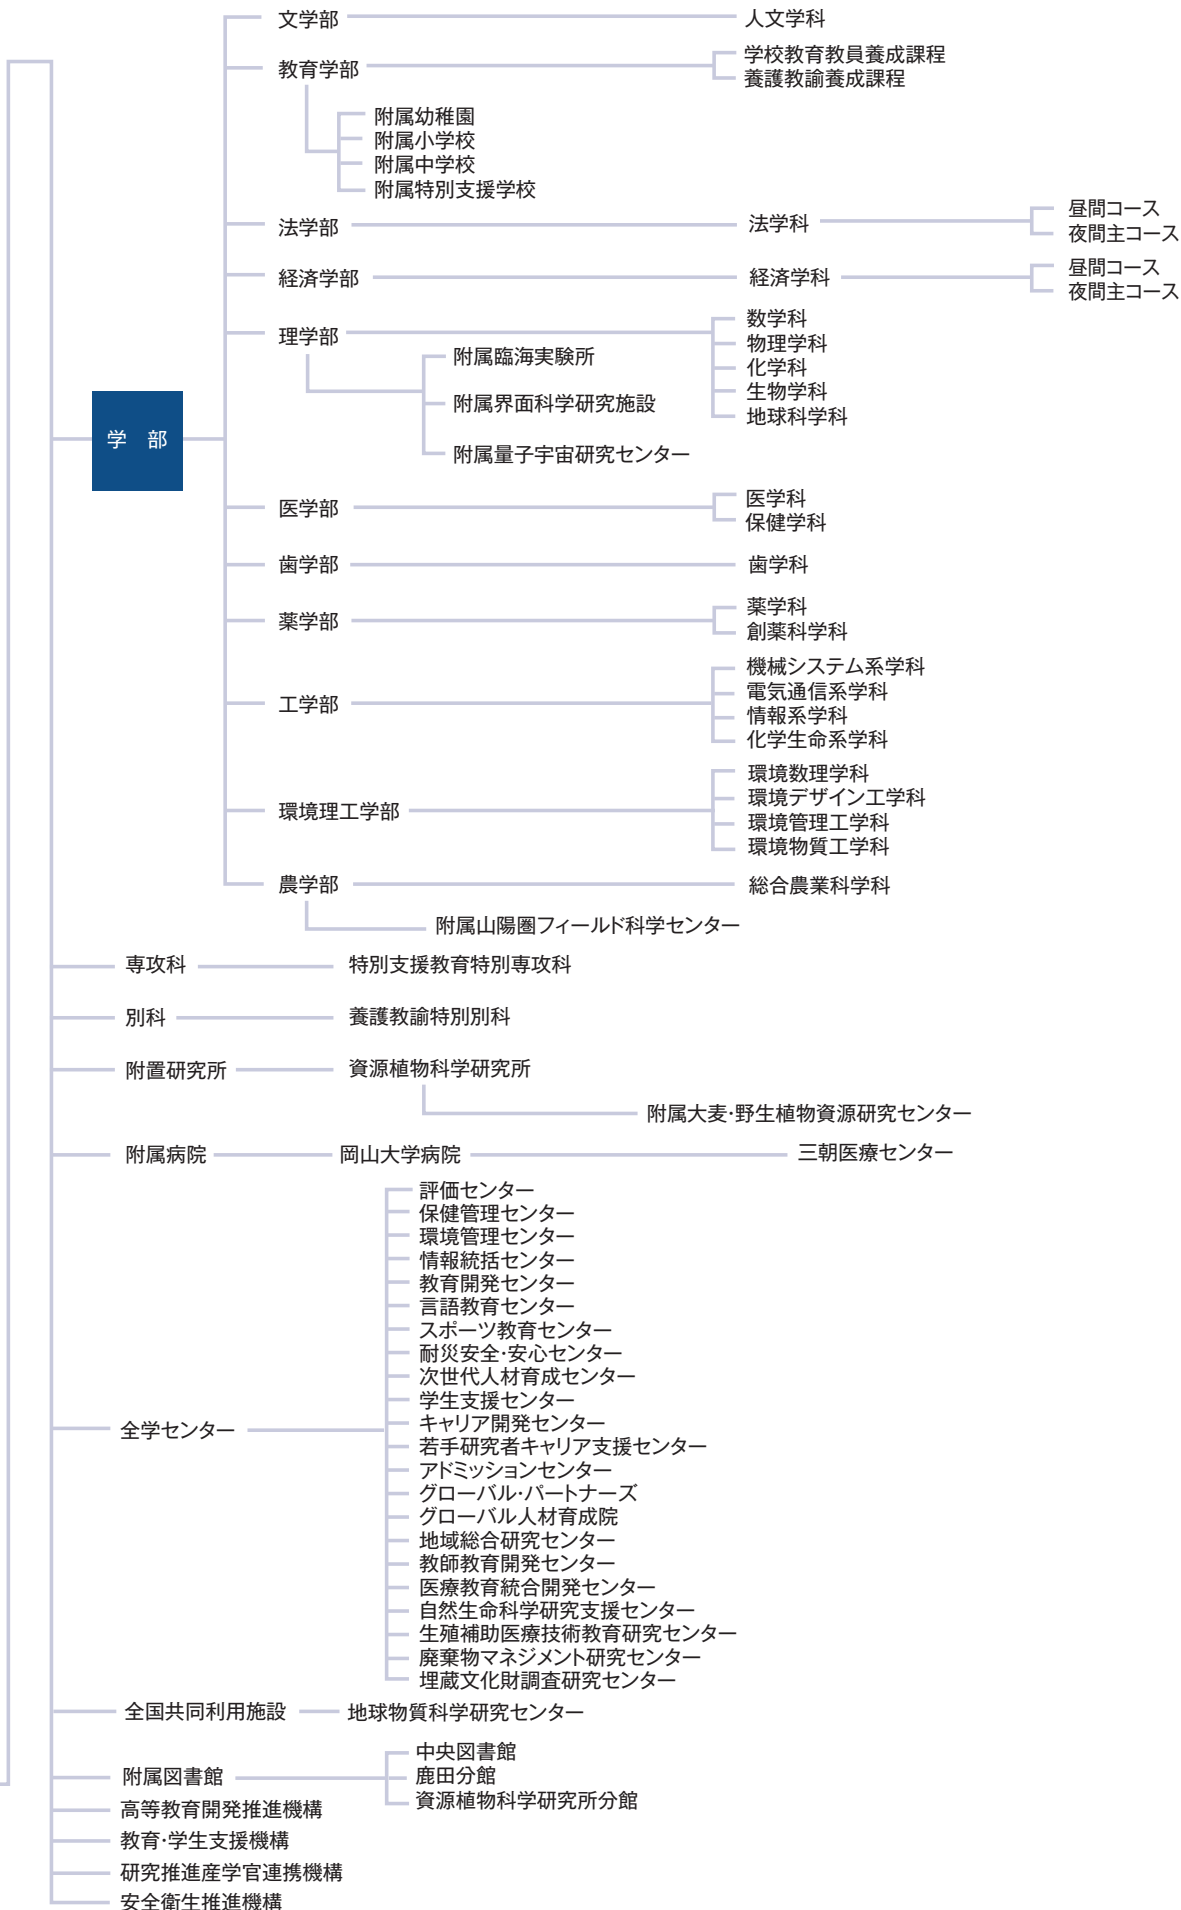 学 部
文学部
人文学科
教育学部
学校教育教員養成課程
養護教諭養成課程
附属幼稚園
附属小学校
附属中学校
附属特別支援学校
法学部
法学科
昼間コース
夜間主コース
経済学部
経済学科
昼間コース
夜間主コース
理学部
数学科
物理学科
化学科
生物学科
地球科学科
附属臨海実験所
附属界面科学研究施設
附属量子宇宙研究センター
医学部
医学科
保健学科
歯学部
歯学科
薬学部
薬学科
創薬科学科
工学部
機械システム系学科
電気通信系学科
情報系学科
化学生命系学科
環境理工学部
環境数理学科
環境デザイン工学科
環境管理工学科
環境物質工学科
農学部
総合農業科学科
附属山陽圏フィールド科学センター
専攻科
特別支援教育特別専攻科
別科
養護教諭特別別科
附置研究所
資源植物科学研究所
附属大麦・野生植物資源研究センター
附属病院
岡山大学病院
三朝医療センター
全学センター
評価センター
保健管理センター
環境管理センター
情報統括センター
教育開発センター
言語教育センター
スポーツ教育センター
耐災安全・安心センター
次世代人材育成センター
学生支援センター
キャリア開発センター
若手研究者キャリア支援センター
アドミッションセンター
グローバル・パートナーズ
グローバル人材育成院
地域総合研究センター
教師教育開発センター
医療教育統合開発センター
自然生命科学研究支援センター
生殖補助医療技術教育研究センター
廃棄物マネジメント研究センター
埋蔵文化財調査研究センター
全国共同利用施設
地球物質科学研究センター
附属図書館
中央図書館
鹿田分館
資源植物科学研究所分館
高等教育開発推進機構
教育・学生支援機構
研究推進産学官連携機構
安全衛生推進機構